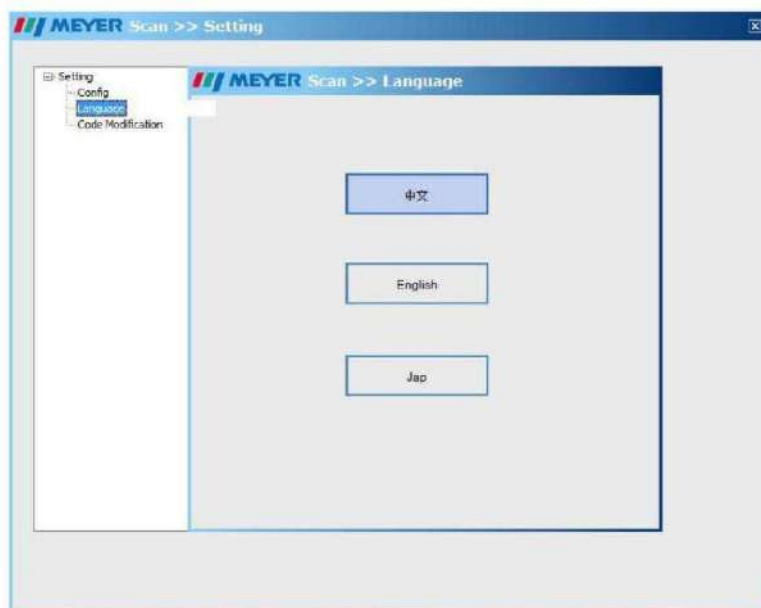 MEYER Scan >> Setting
Setting
Config
Language
Code Modification
MEYER Scan >> Language
中文
English
Jap